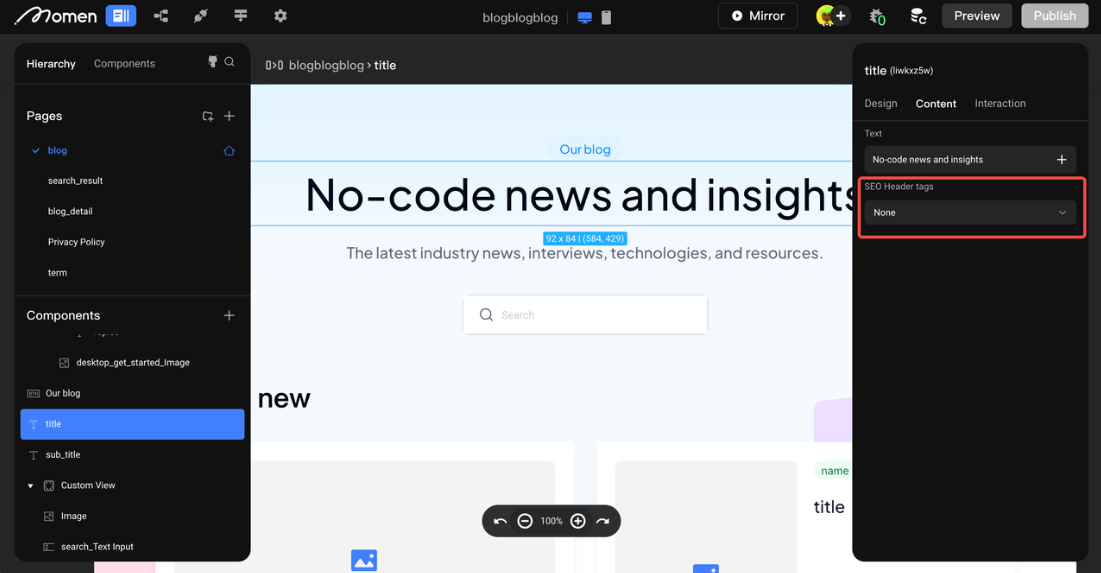 Momen
blogblogblog
Mirror
0
Preview
Publish
Hierarchy
Components
blogblogblog › title
title (liwkxz5w)
Design
Content
Interaction
Pages
blog
search_result
blog_detail
Privacy Policy
term
Components
desktop_get_started_Image
Our blog
title
sub_title
Custom View
Image
search_Text Input
Our blog
No-code news and insights
92 x 84 | (584, 429)
The latest industry news, interviews, technologies, and resources.
Search
new
name
title
100%
Text
No-code news and insights
SEO Header tags
None